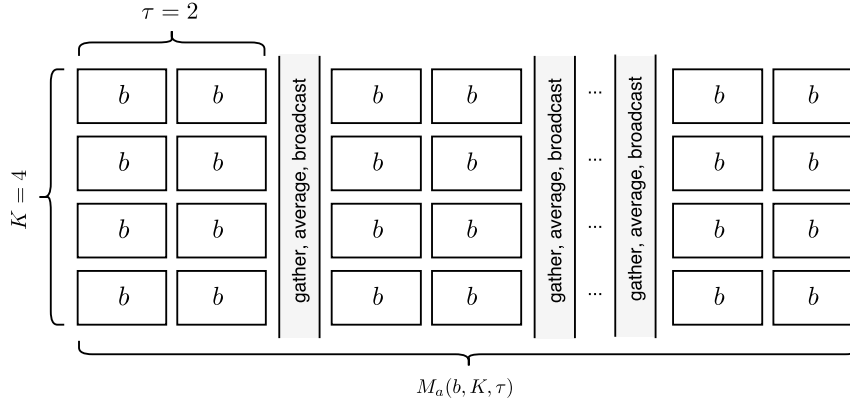 τ = 2
b b gather, average, broadcast b b gather, average, broadcast ... gather, average, broadcast b b
b b b b ... b b
K = 4
b b b b ... b b
b b b b ... b b
M_a(b, K, τ)